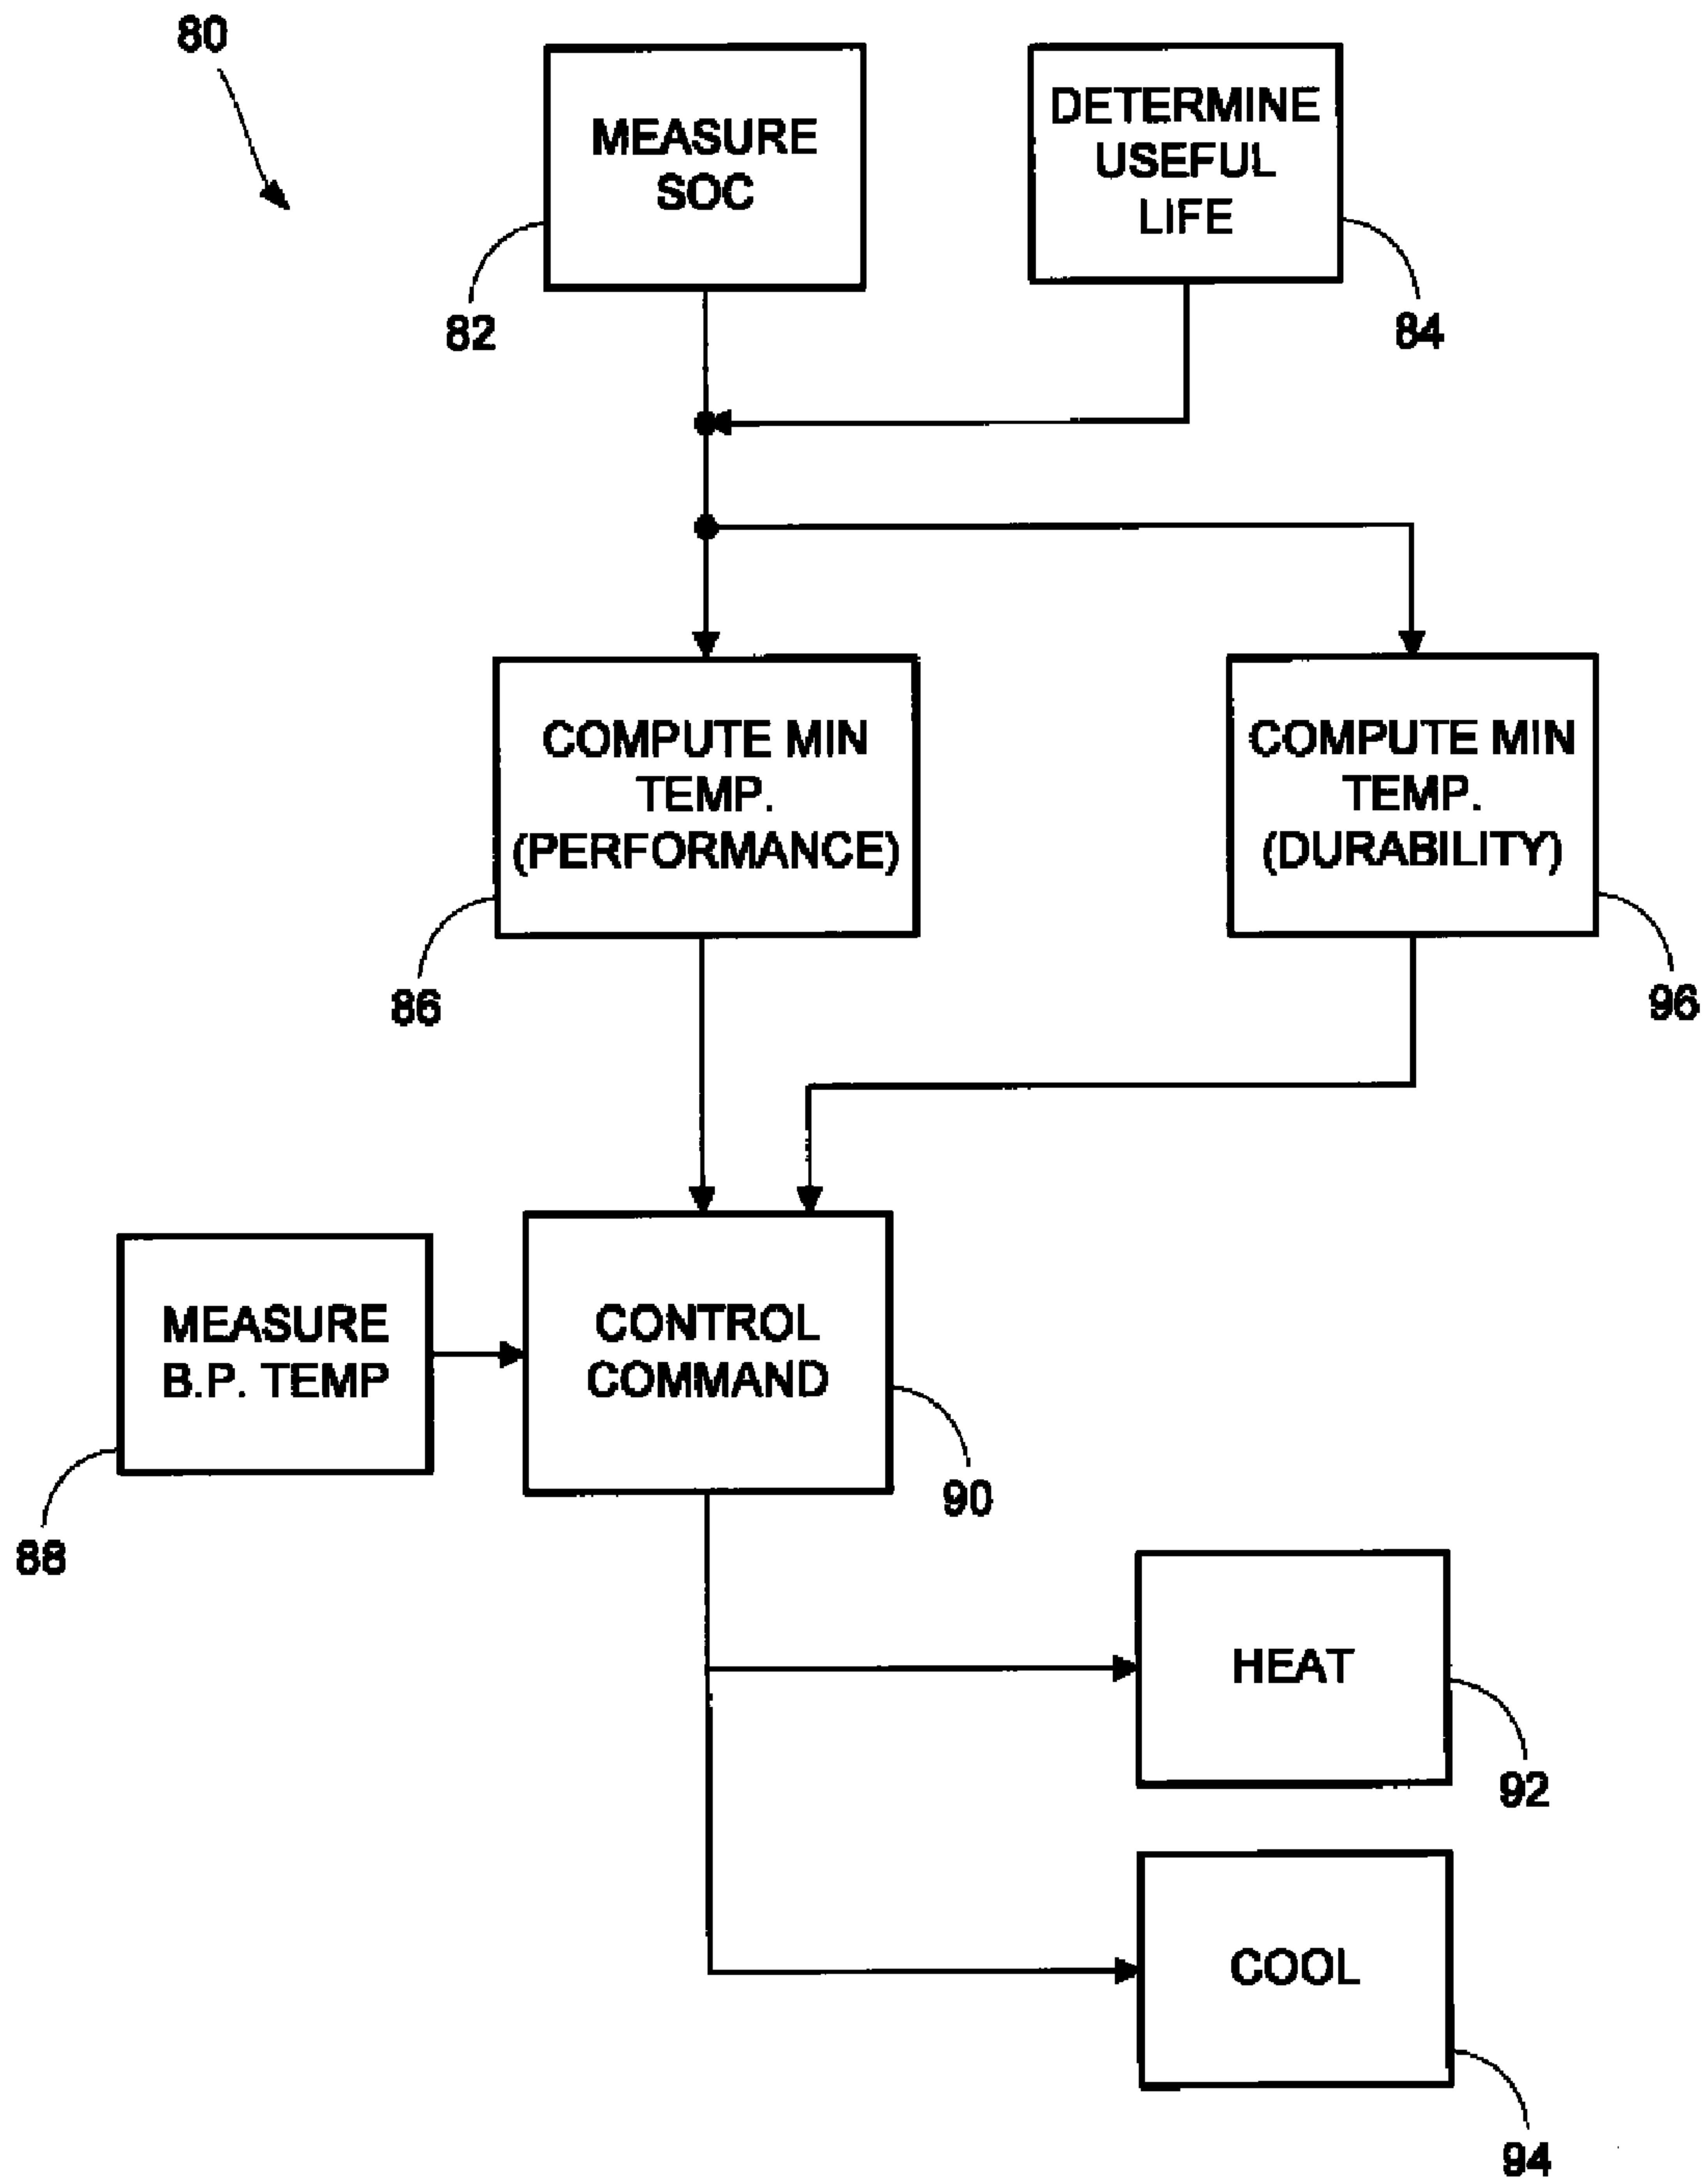 80
MEASURE
SOC
82
DETERMINE
USEFUL
LIFE
84
COMPUTE MIN
TEMP.
(PERFORMANCE)
86
COMPUTE MIN
TEMP.
(DURABILITY)
96
MEASURE
B.P. TEMP
88
CONTROL
COMMAND
90
HEAT
92
COOL
94